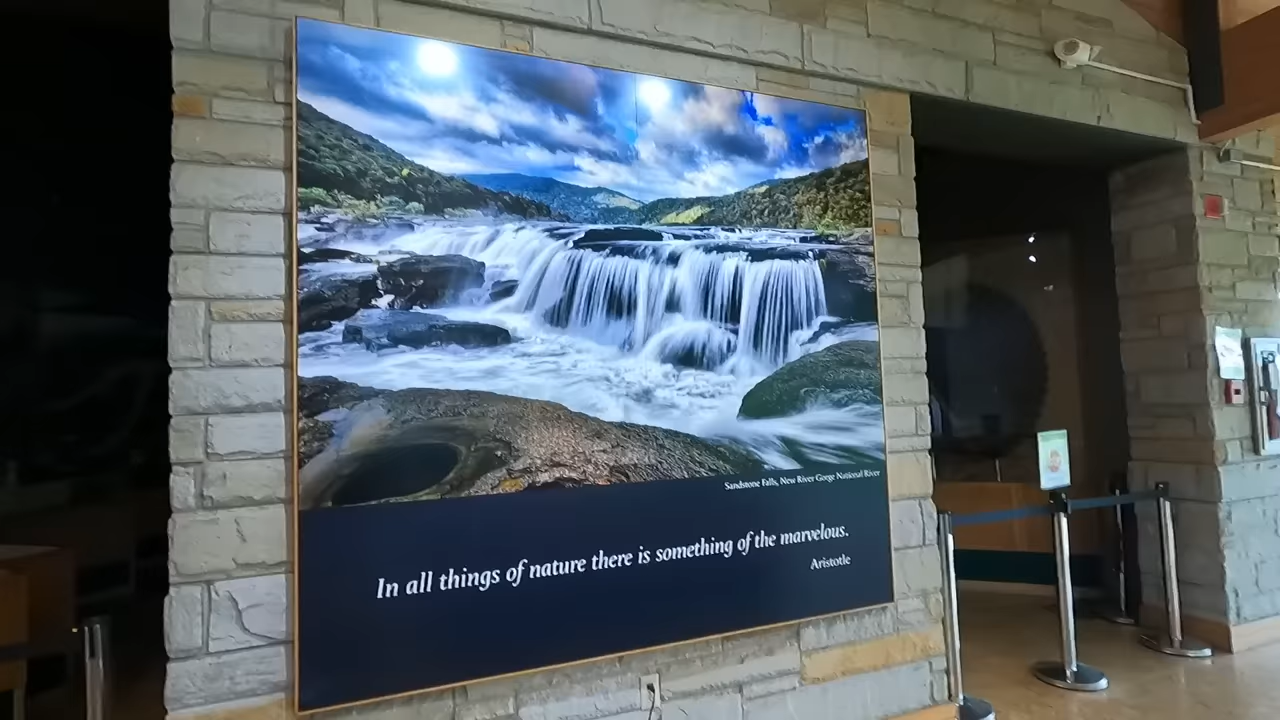 Sandstone Falls, New River Gorge National River
In all things of nature there is something of the marvelous.
Aristotle